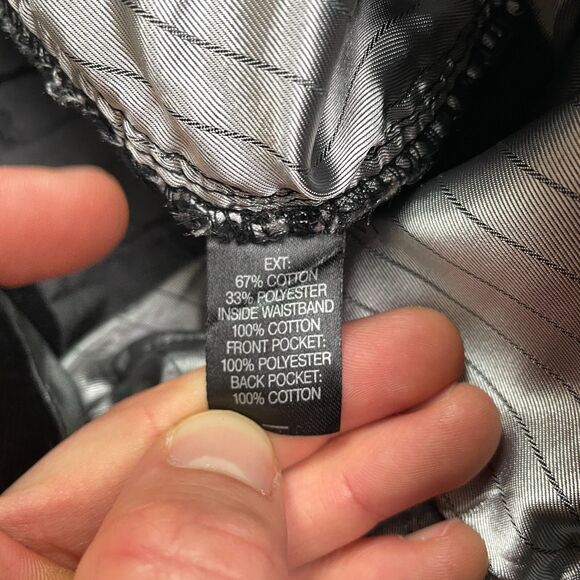 EXT:
67% COTTON
33% POLYESTER
INSIDE WAISTBAND
100% COTTON
FRONT POCKET:
100% POLYESTER
BACK POCKET:
100% COTTON